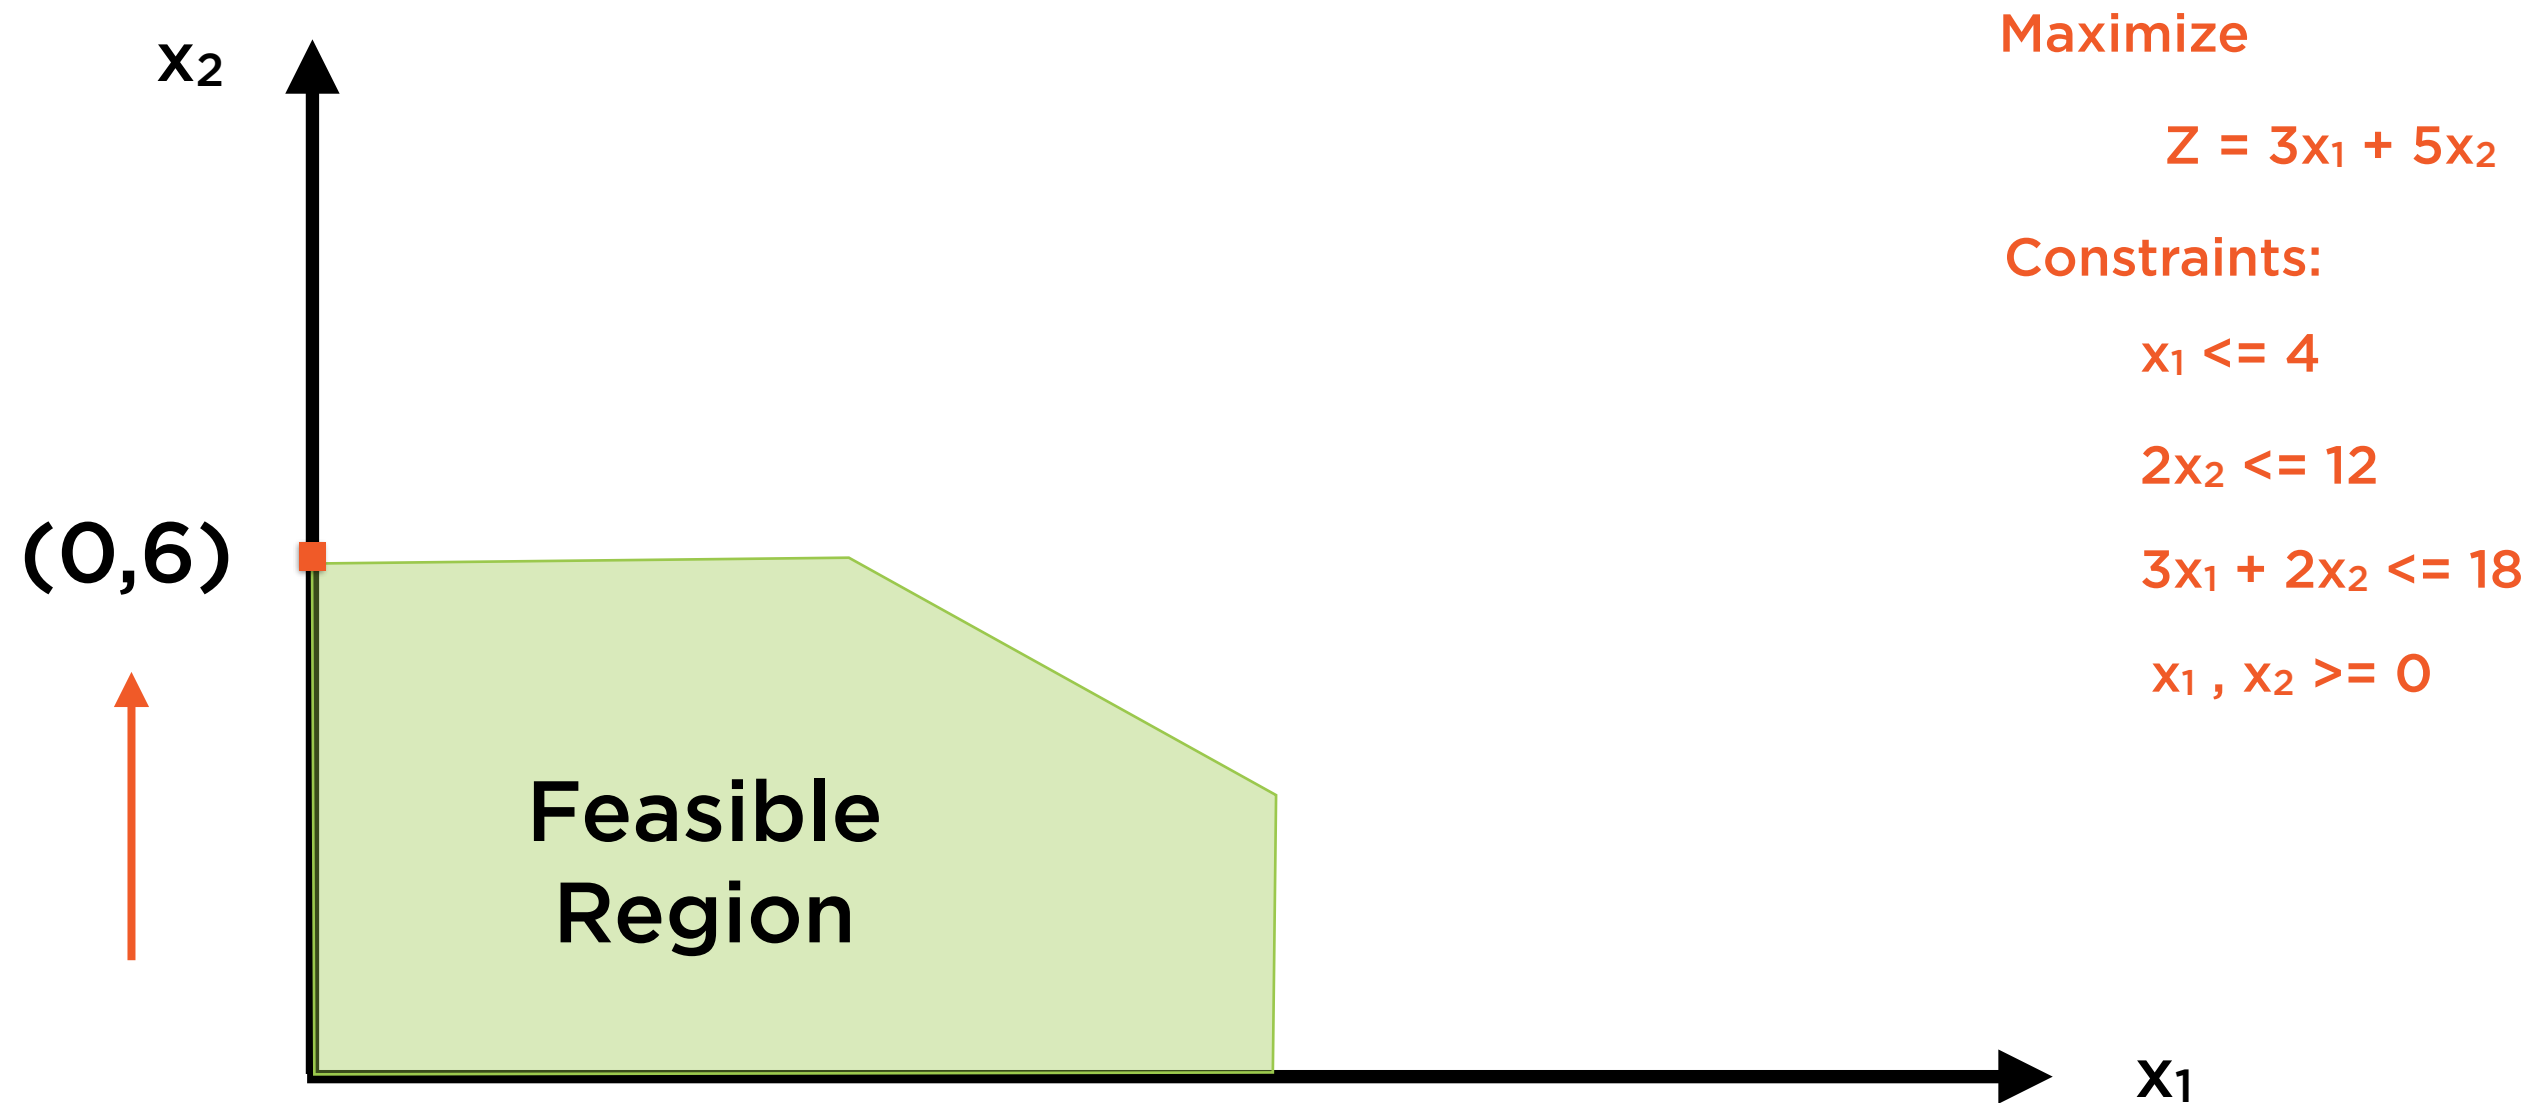 x₂
(0,6)
Feasible
Region
x₁
Maximize
Z = 3x₁ + 5x₂
Constraints:
x₁ <= 4
2x₂ <= 12
3x₁ + 2x₂ <= 18
x₁ , x₂ >= 0